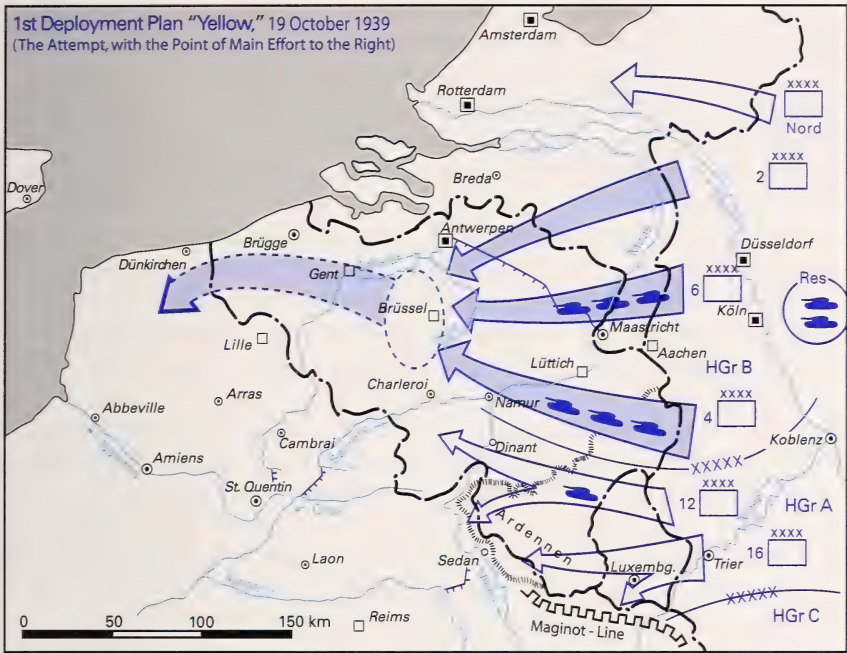 1st Deployment Plan "Yellow," 19 October 1939
(The Attempt, with the Point of Main Effort to the Right)
Amsterdam
Rotterdam
xxxx
Nord
xxxx
2
Breda
Dover
Antwerpen
Brügge
Düsseldorf
Dünkirchen
Gent
xxxx
6
Res
Brüssel
Köln
Maastricht
Lille
Aachen
Lüttich
HGr B
Charleroi
Arras
Namur
xxxx
4
Abbeville
Cambrai
Koblenz
Dinant
XXXXX
Amiens
xxxx
12
HGr A
St. Quentin
Ardennen
xxxx
16
Laon
Sedan
Luxembg.
Trier
XXXXX
HGr C
Reims
Maginot - Line
0 50 100 150 km